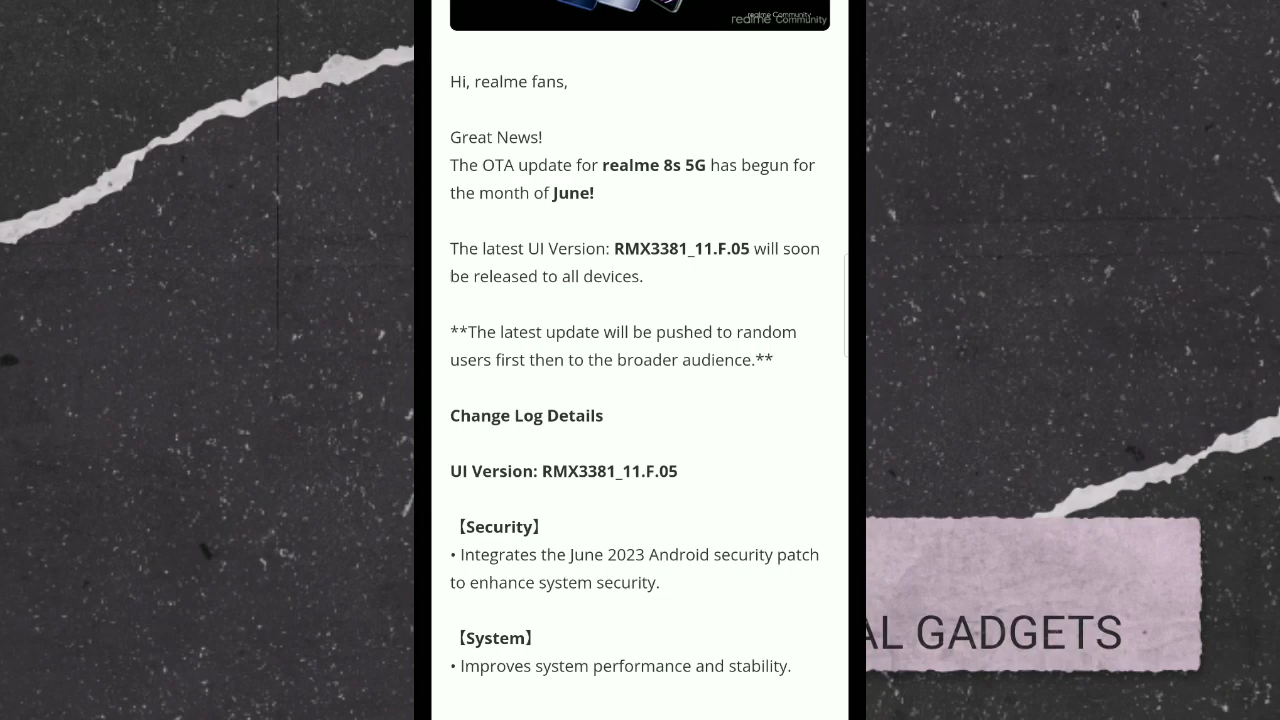 realme Community
realme Community
Hi, realme fans,
Great News!
The OTA update for realme 8s 5G has begun for
the month of June!
The latest UI Version: RMX3381_11.F.05 will soon
be released to all devices.
**The latest update will be pushed to random
users first then to the broader audience.**
Change Log Details
UI Version: RMX3381_11.F.05
【Security】
• Integrates the June 2023 Android security patch
to enhance system security.
【System】
• Improves system performance and stability.
AL GADGETS